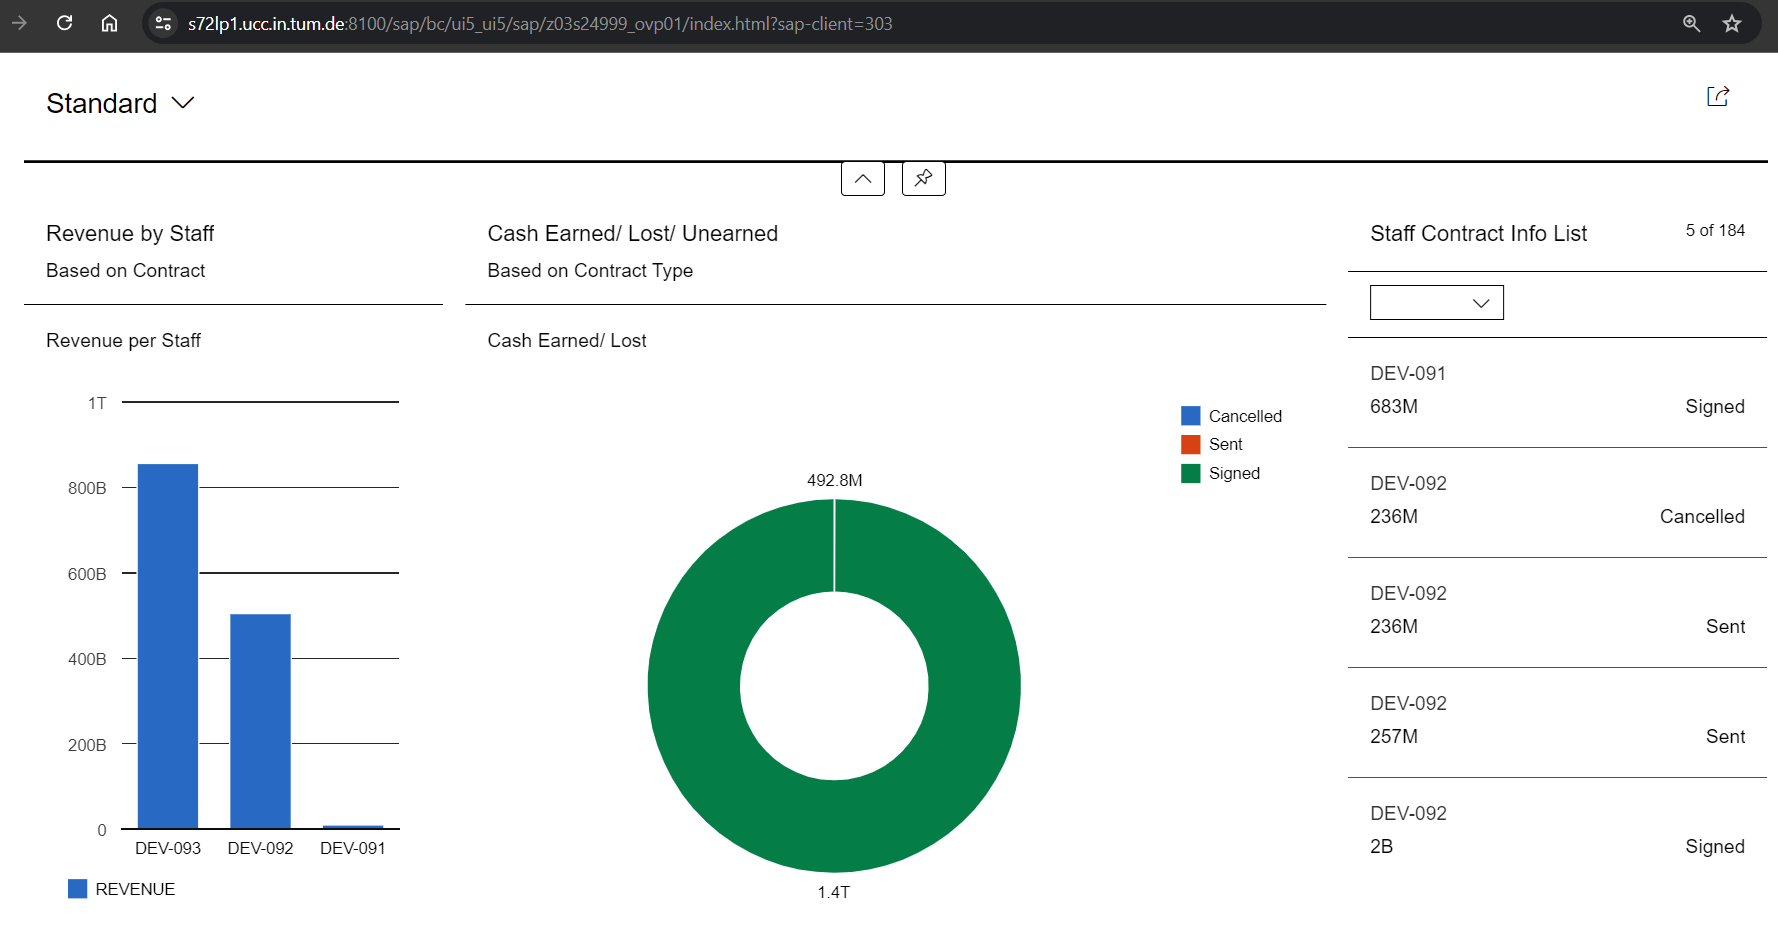 s72lp1.ucc.in.tum.de:8100/sap/bc/ui5_ui5/sap/z03s24999_ovp01/index.html?sap-client=303
Standard
Revenue by Staff
Based on Contract
Revenue per Staff
1T
800B
600B
400B
200B
0
DEV-093 DEV-092 DEV-091
REVENUE
Cash Earned/ Lost/ Unearned
Based on Contract Type
Cash Earned/ Lost
Cancelled
Sent
Signed
492.8M
1.4T
Staff Contract Info List 5 of 184
DEV-091
683M Signed
DEV-092
236M Cancelled
DEV-092
236M Sent
DEV-092
257M Sent
DEV-092
2B Signed